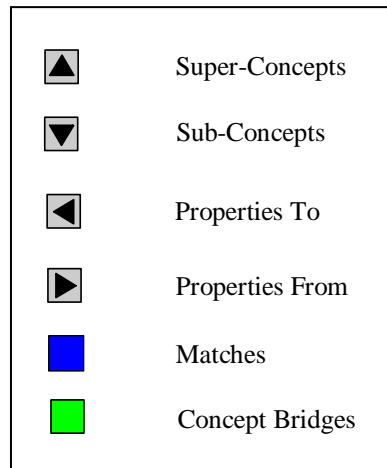 Super-Concepts
Sub-Concepts
Properties To
Properties From
Matches
Concept Bridges